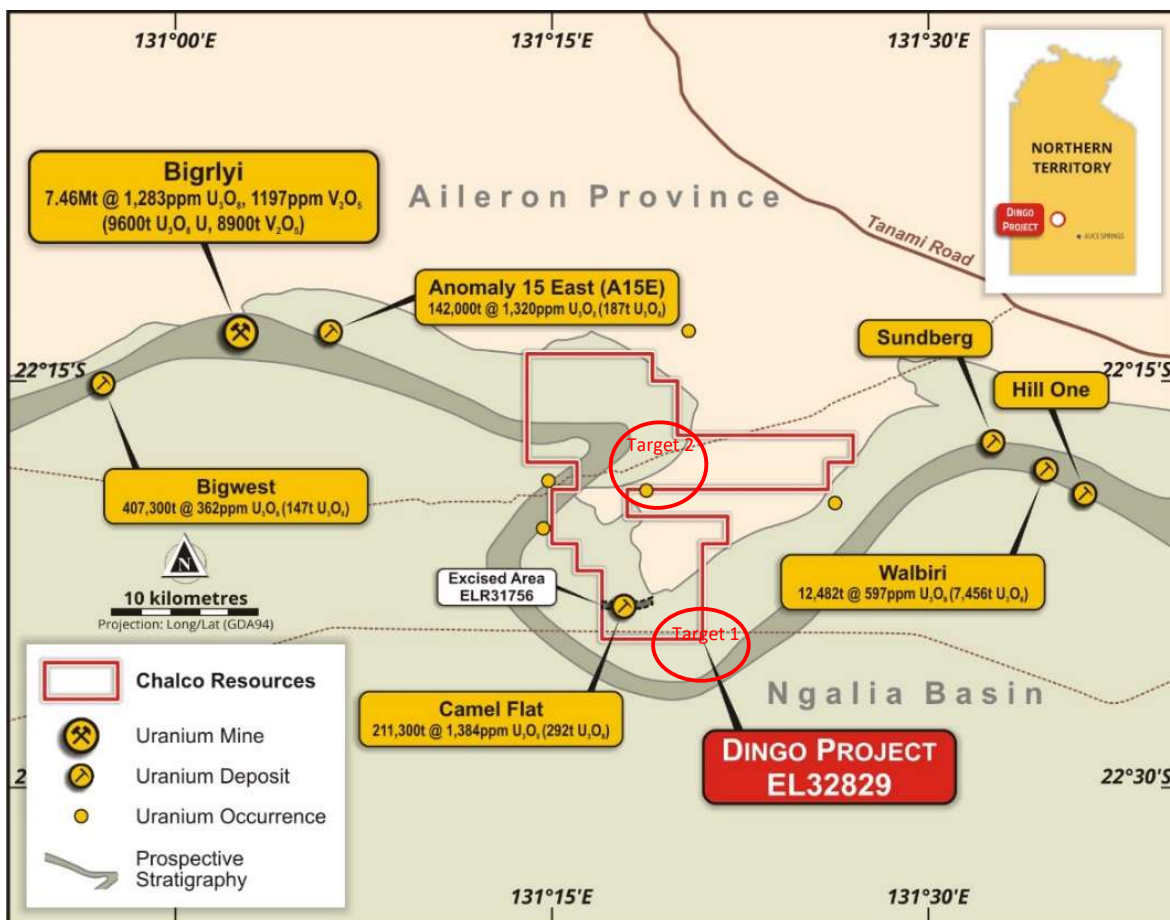 131°00'E
131°15'E
131°30'E
NORTHERN
TERRITORY
DINGO
PROJECT
ALICE SPRINGS
Bigrlyi
7.46Mt @ 1,283ppm U₃O₈, 1197ppm V₂O₅
(9600t U₃O₈ U, 8900t V₂O₅)
Aileron Province
Tanami Road
Anomaly 15 East (A15E)
142,000t @ 1,320ppm U₃O₈ (187t U₃O₈)
Sundberg
22°15'S
22°15'S
Hill One
Target 2
Bigwest
407,300t @ 362ppm U₃O₈ (147t U₃O₈)
N
10 kilometres
Projection: Long/Lat (GDA94)
Excised Area
ELR31756
Walbiri
12,482t @ 597ppm U₃O₈ (7,456t U₃O₈)
Target 1
Ngalia Basin
Camel Flat
211,300t @ 1,384ppm U₃O₈ (292t U₃O₈)
DINGO PROJECT
EL32829
22°30'S
Chalco Resources
Uranium Mine
Uranium Deposit
Uranium Occurrence
Prospective
Stratigraphy
131°15'E
131°30'E